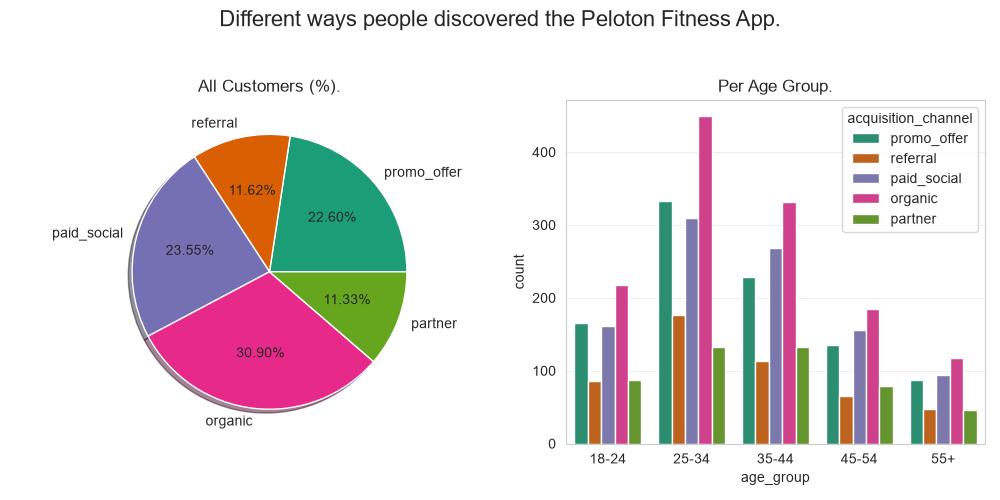 Different ways people discovered the Peloton Fitness App.
All Customers (%).
referral
promo_offer
11.62%
22.60%
paid_social
23.55%
11.33%
partner
30.90%
organic
Per Age Group.
acquisition_channel
promo_offer
referral
paid_social
organic
partner
count
400
300
200
100
0
18-24
25-34
35-44
45-54
55+
age_group